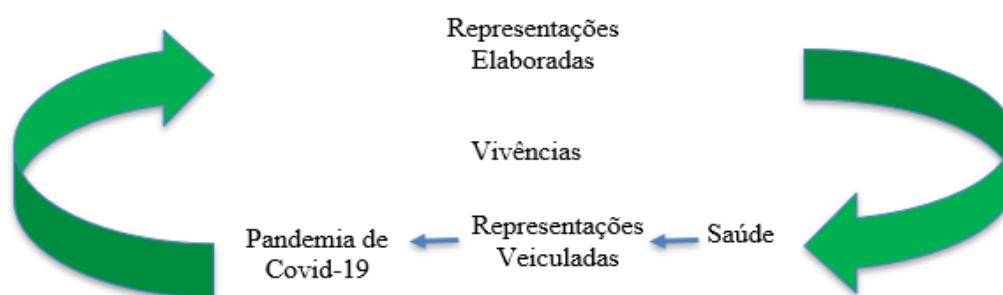 Representações
Elaboradas
Vivências
Pandemia de
Covid-19
Representações
Veiculadas
Saúde